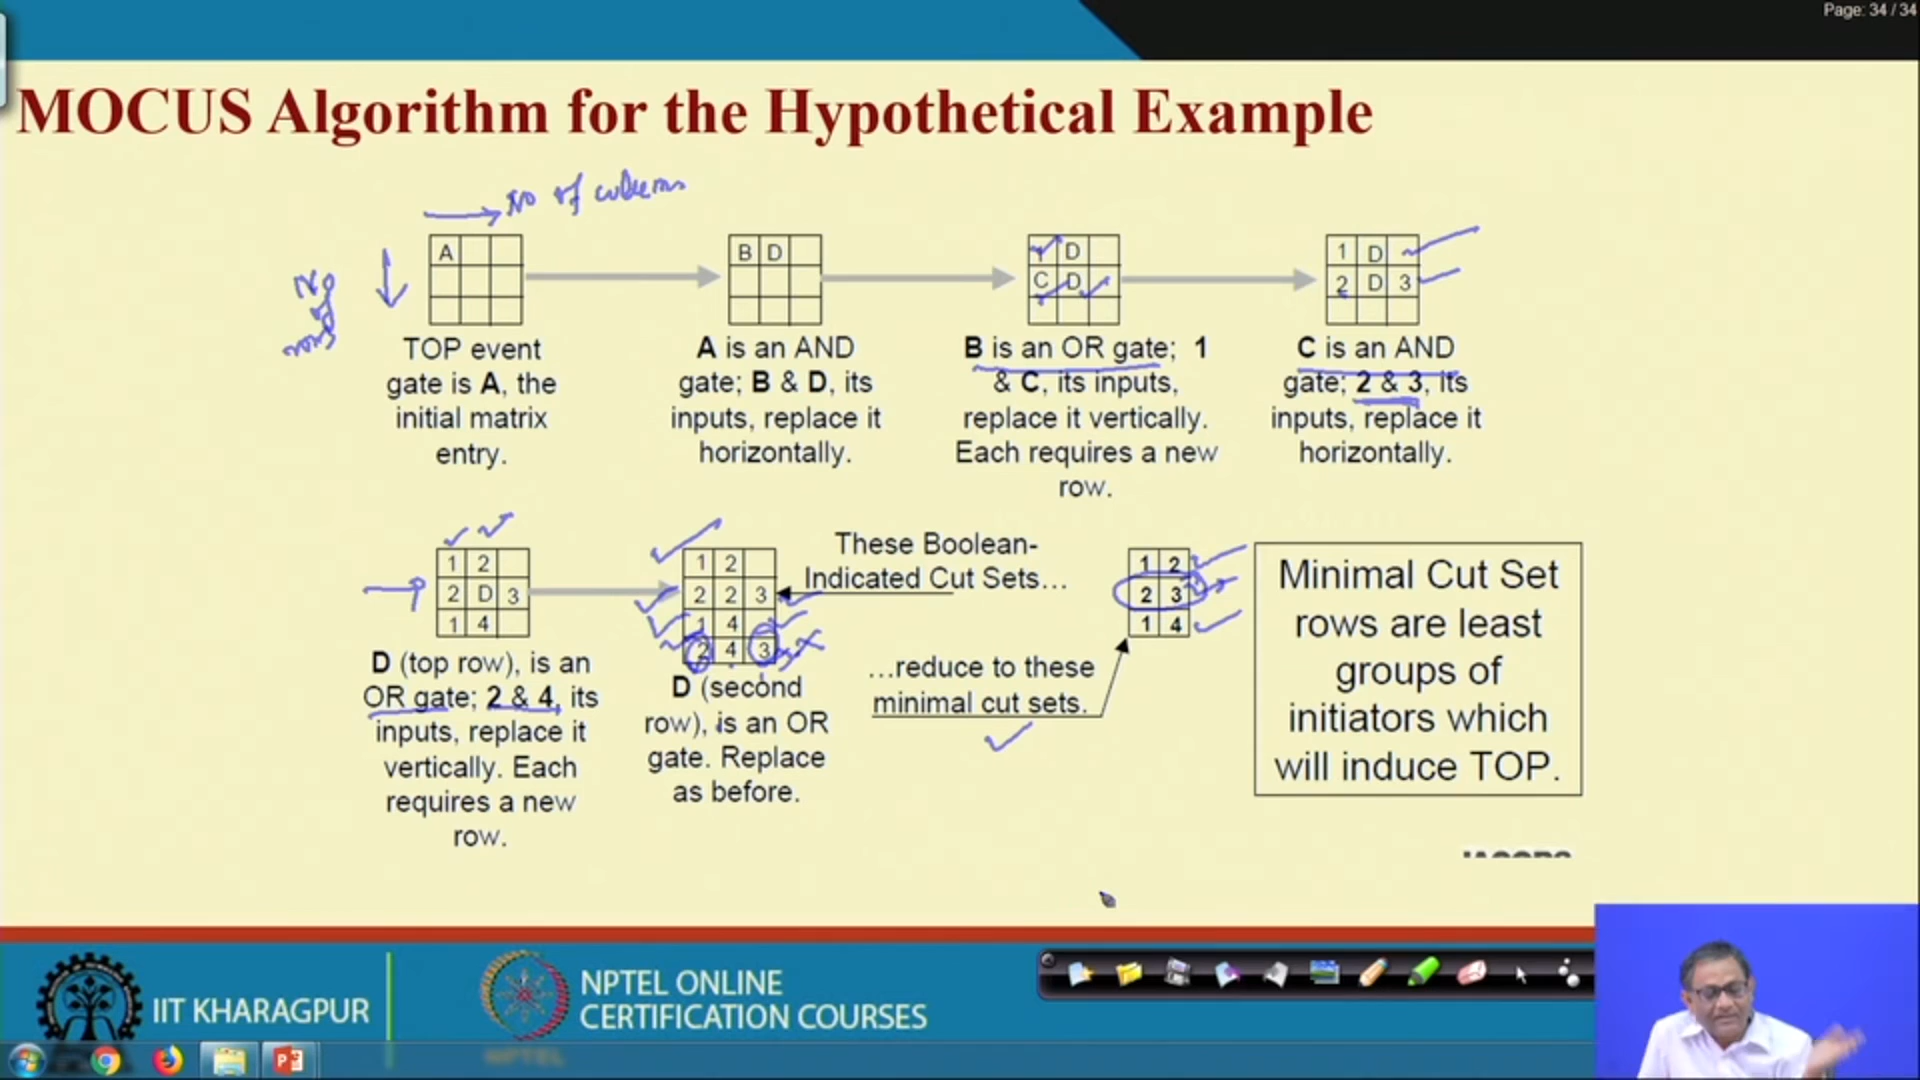 Page: 34 / 34
MOCUS Algorithm for the Hypothetical Example
No of columns
No of rows
A
B D
1 D
C D
1 D
2 D 3
TOP event
gate is A, the
initial matrix
entry.
A is an AND
gate; B & D, its
inputs, replace it
horizontally.
B is an OR gate; 1
& C, its inputs,
replace it vertically.
Each requires a new
row.
C is an AND
gate; 2 & 3, its
inputs, replace it
horizontally.
1 2
2 D 3
1 4
D (top row), is an
OR gate; 2 & 4, its
inputs, replace it
vertically. Each
requires a new
row.
1 2
2 2 3
1 4
2 4 3
D (second
row), is an OR
gate. Replace
as before.
These Boolean-
Indicated Cut Sets…
…reduce to these
minimal cut sets.
1 2
2 3
1 4
Minimal Cut Set
rows are least
groups of
initiators which
will induce TOP.
IIT KHARAGPUR
NPTEL ONLINE
CERTIFICATION COURSES